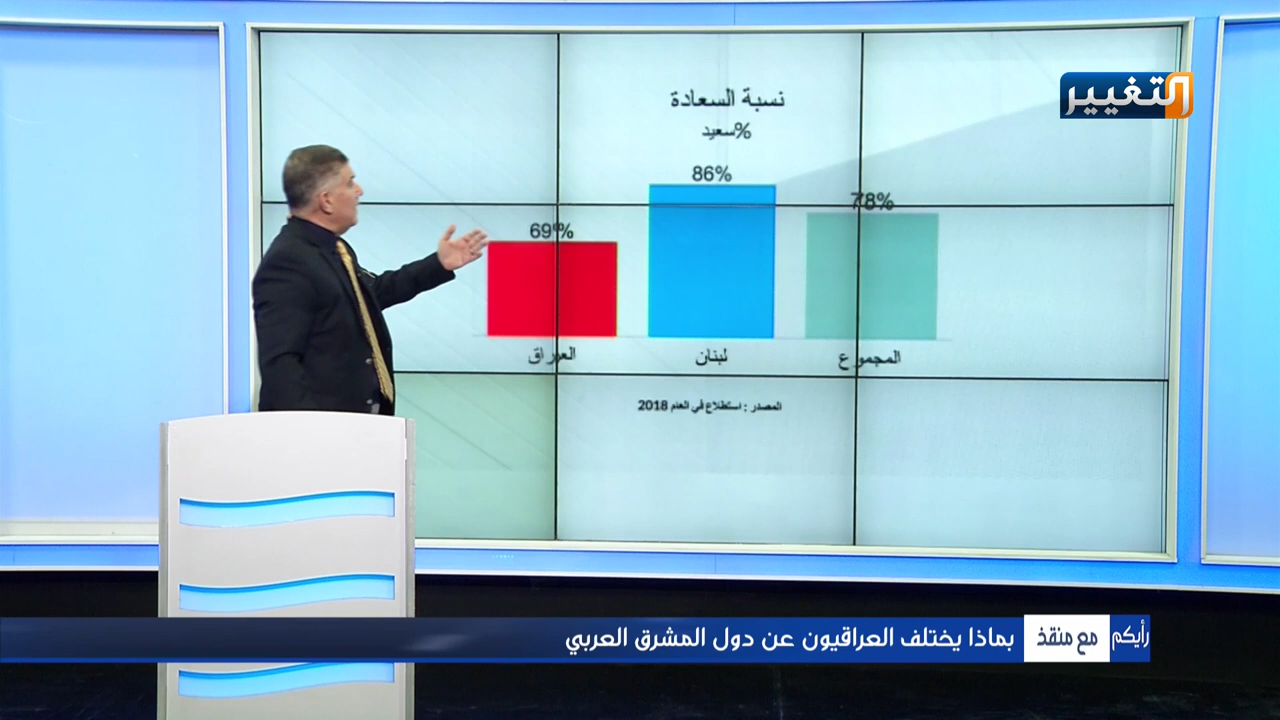 التغيير
نسبة السعادة
%سعيد
69%
86%
78%
العراق
لبنان
المجموع
المصدر : استطلاع في العام 2018
رأيكم
مع منقذ
بماذا يختلف العراقيون عن دول المشرق العربي